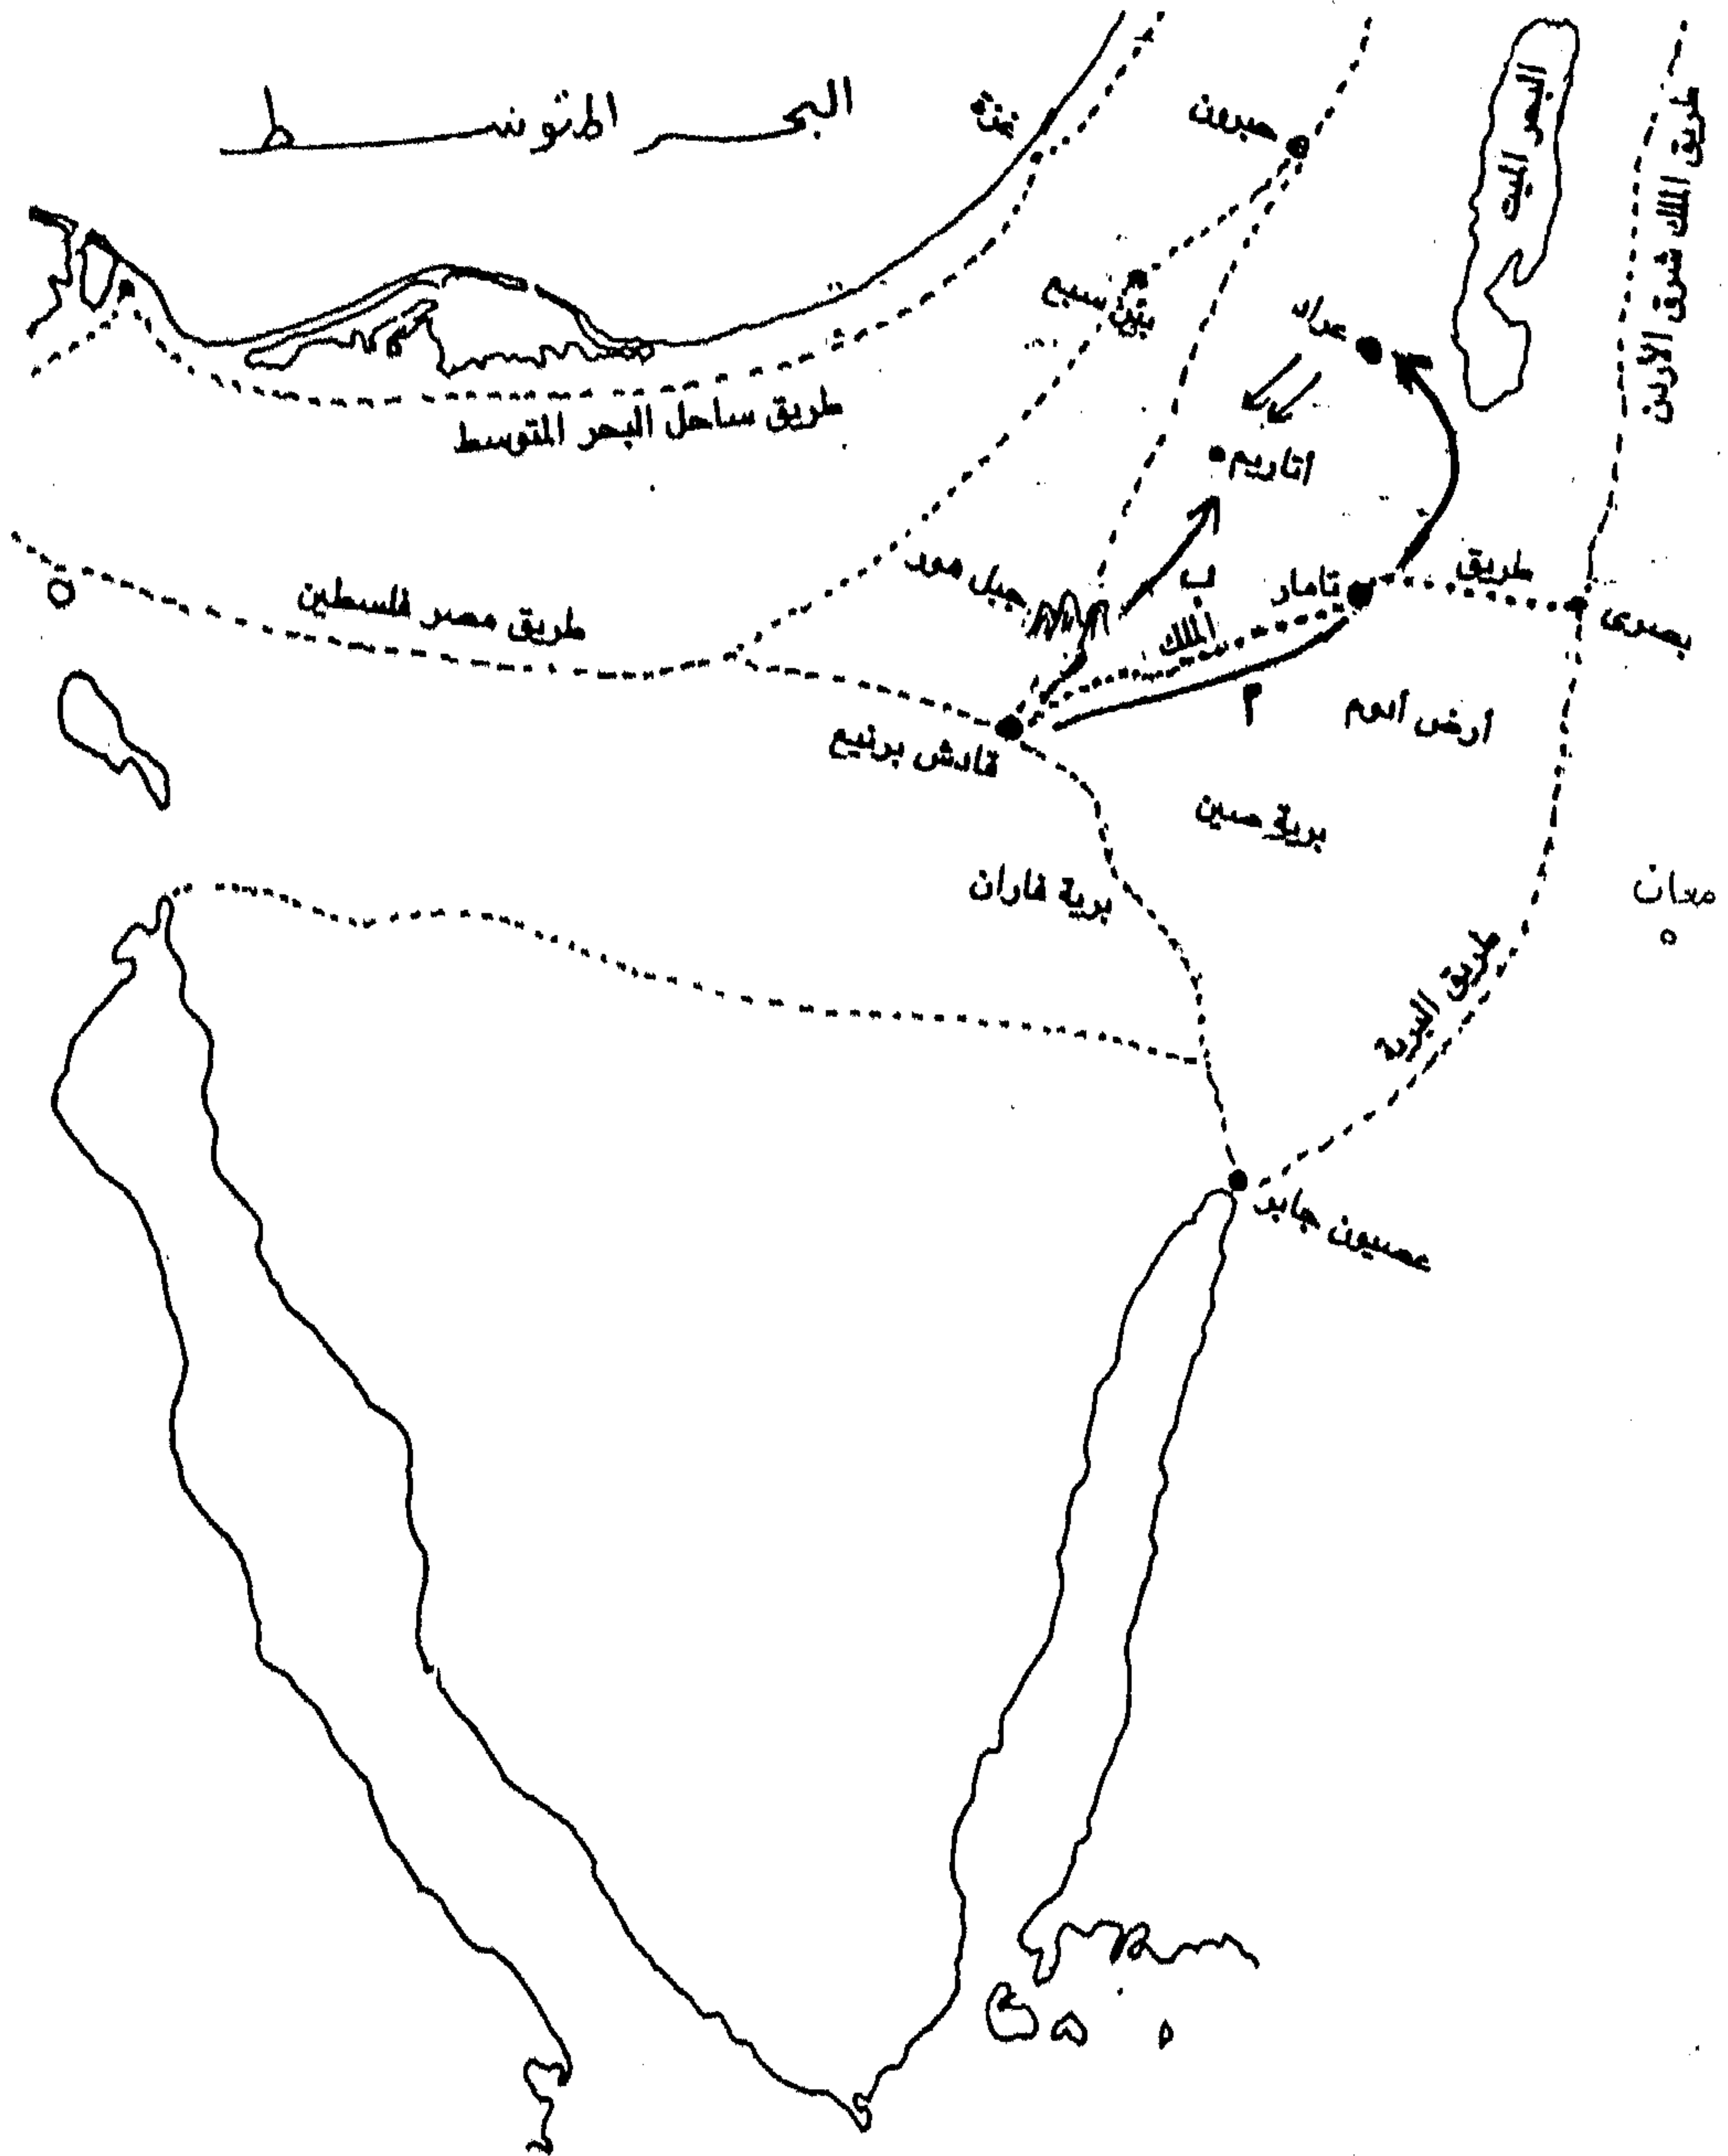 البحر المتوسط
غزة
حبرون
البحر الميت
طريق الملك شرق الأردن
بئر سبع
عراد
طريق ساحل البحر المتوسط
أتاريم
طريق مصر فلسطين
جبل هور
ب
تامار
طريق
الملك
بصرى
أ
أرض أدوم
قادش برنيع
برية صين
برية فاران
معان
طريق البرية
عصيون جابر